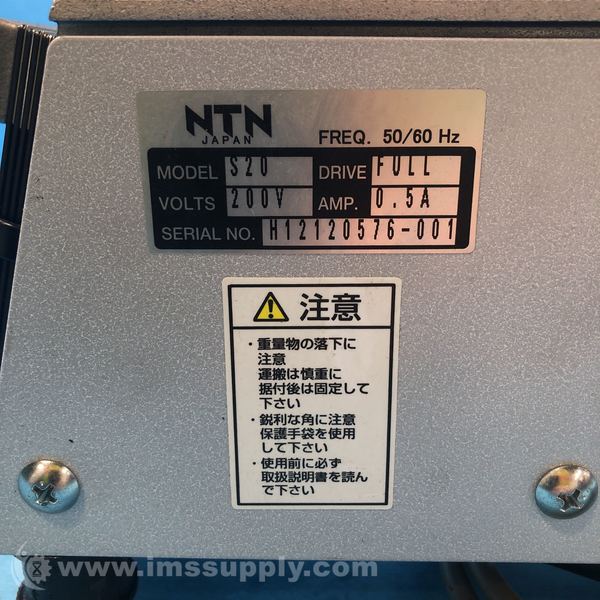 NTN
JAPAN
FREQ. 50/60 Hz
MODEL S20 DRIVE FULL
VOLTS 200V AMP. 0.5A
SERIAL NO. H12120576-001
注意
・重量物の落下に
注意
運搬は慎重に
据付後は固定して
下さい
・鋭利な角に注意
保護手袋を使用
して下さい
・使用前に必ず
取扱説明書を読ん
で下さい
www.imssupply.com